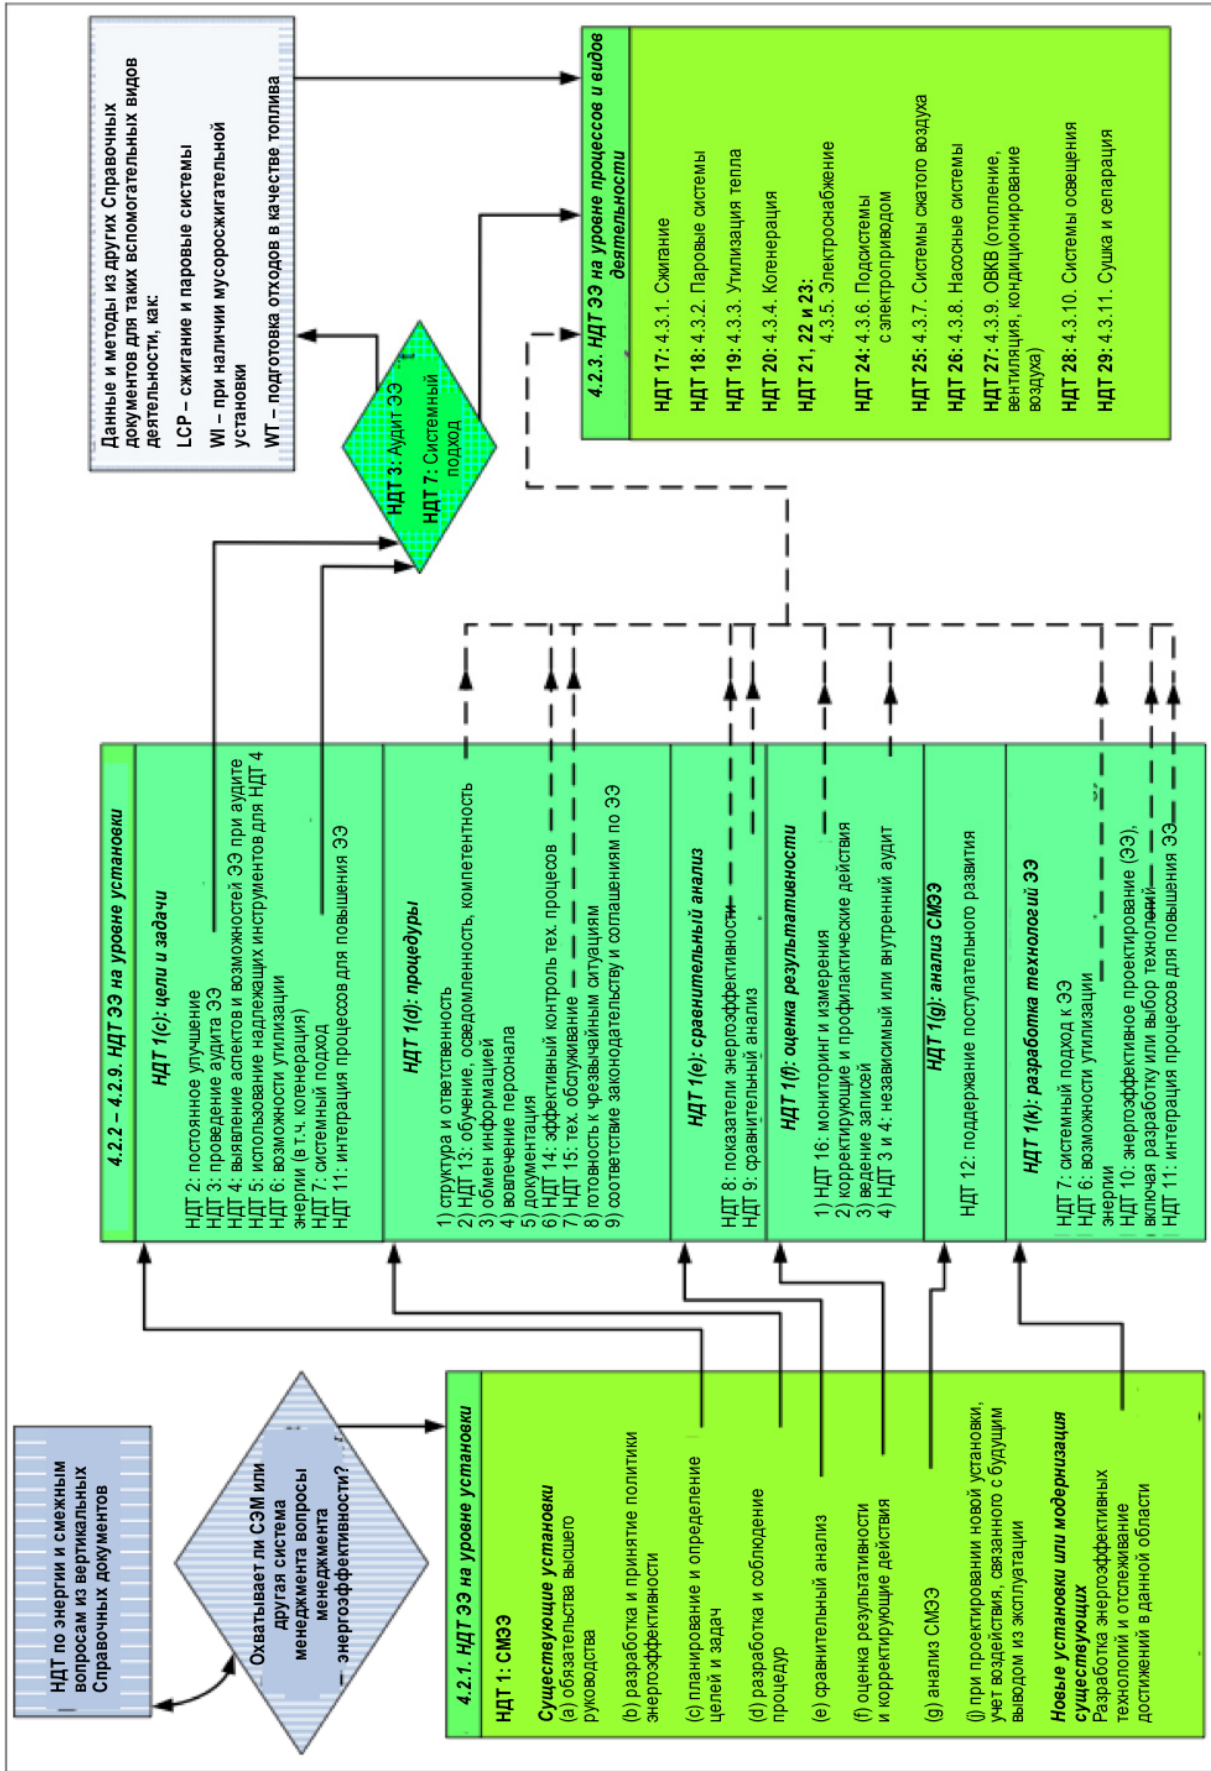 НДТ по энергии и смежным
вопросам из вертикальных
Справочных документов
Охватывает ли СЭМ или
другая система
менеджмента вопросы
менеджмента
энергоэффективности?
4.2.1. НДТ ЭЭ на уровне установки
НДТ 1: СМЭЭ
Существующие установки
(a) обязательства высшего
руководства
(b) разработка и принятие политики
энергоэффективности
(c) планирование и определение
целей и задач
(d) разработка и соблюдение
процедур
(e) сравнительный анализ
(f) оценка результативности
и корректирующие действия
(g) анализ СМЭЭ
(j) при проектировании новой установки,
учет воздействия, связанного с будущим
выводом из эксплуатации
Новые установки или модернизация
существующих
Разработка энергоэффективных
технологий и отслеживание
достижений в данной области
4.2.2 – 4.2.9. НДТ ЭЭ на уровне установки
НДТ 1(c): цели и задачи
НДТ 2: постоянное улучшение
НДТ 3: проведение аудита ЭЭ
НДТ 4: выявление аспектов и возможностей ЭЭ при аудите
НДТ 5: использование надлежащих инструментов для НДТ 4
НДТ 6: возможности утилизации
энергии (в т.ч. когенерация)
НДТ 7: системный подход
НДТ 11: интеграция процессов для повышения ЭЭ
НДТ 1(d): процедуры
1) структура и ответственность
2) НДТ 13: обучение, осведомленность, компетентность
3) обмен информацией
4) вовлечение персонала
5) документация
6) НДТ 14: эффективный контроль тех. процессов
7) НДТ 15: тех. обслуживание
8) готовность к чрезвычайным ситуациям
9) соответствие законодательству и соглашениям по ЭЭ
НДТ 1(e): сравнительный анализ
НДТ 8: показатели энергоэффективности
НДТ 9: сравнительный анализ
НДТ 1(f): оценка результативности
1) НДТ 16: мониторинг и измерения
2) корректирующие и профилактические действия
3) ведение записей
4) НДТ 3 и 4: независимый или внутренний аудит
НДТ 1(g): анализ СМЭЭ
НДТ 12: поддержание поступательного развития
НДТ 1(k): разработка технологий ЭЭ
НДТ 7: системный подход к ЭЭ
НДТ 6: возможности утилизации
энергии
НДТ 10: энергоэффективное проектирование (ЭЭ),
включая разработку или выбор технологий
НДТ 11: интеграция процессов для повышения ЭЭ
Данные и методы из других Справочных
документов для таких вспомогательных видов
деятельности, как:
LCP – сжигание и паровые системы
WI – при наличии мусоросжигательной
установки
WT – подготовка отходов в качестве топлива
НДТ 3: Аудит ЭЭ
НДТ 7: Системный
подход
4.2.3. НДТ ЭЭ на уровне процессов и видов
деятельности
НДТ 17: 4.3.1. Сжигание
НДТ 18: 4.3.2. Паровые системы
НДТ 19: 4.3.3. Утилизация тепла
НДТ 20: 4.3.4. Когенерация
НДТ 21, 22 и 23:
4.3.5. Электроснабжение
НДТ 24: 4.3.6. Подсистемы
с электроприводом
НДТ 25: 4.3.7. Системы сжатого воздуха
НДТ 26: 4.3.8. Насосные системы
НДТ 27: 4.3.9. ОВКВ (отопление,
вентиляция, кондиционирование
воздуха)
НДТ 28: 4.3.10. Системы освещения
НДТ 29: 4.3.11. Сушка и сепарация